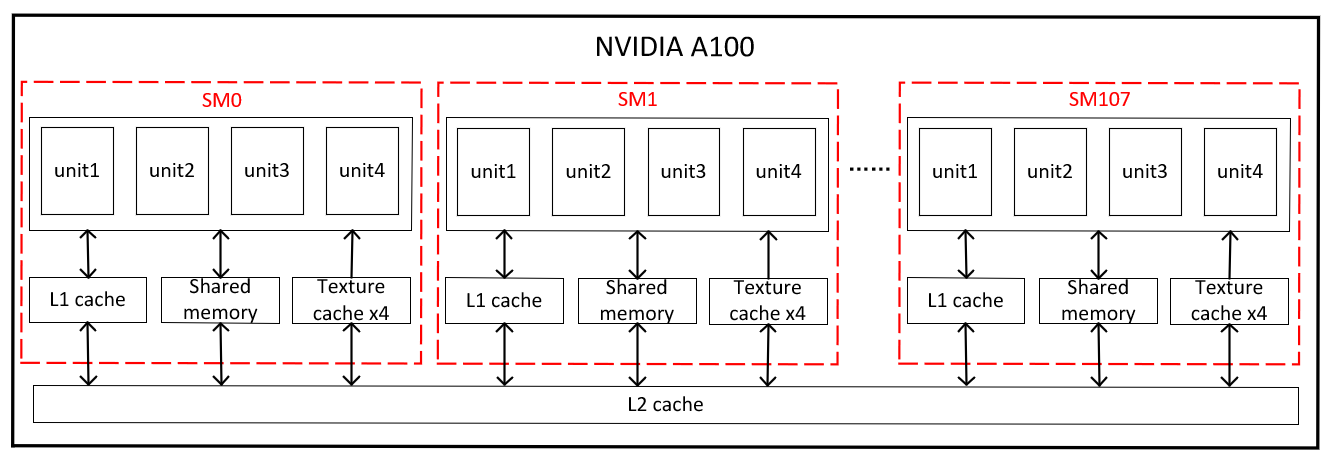 NVIDIA A100
SM0
unit1
unit2
unit3
unit4
L1 cache
Shared
memory
Texture
cache x4
SM1
unit1
unit2
unit3
unit4
L1 cache
Shared
memory
Texture
cache x4
......
SM107
unit1
unit2
unit3
unit4
L1 cache
Shared
memory
Texture
cache x4
L2 cache